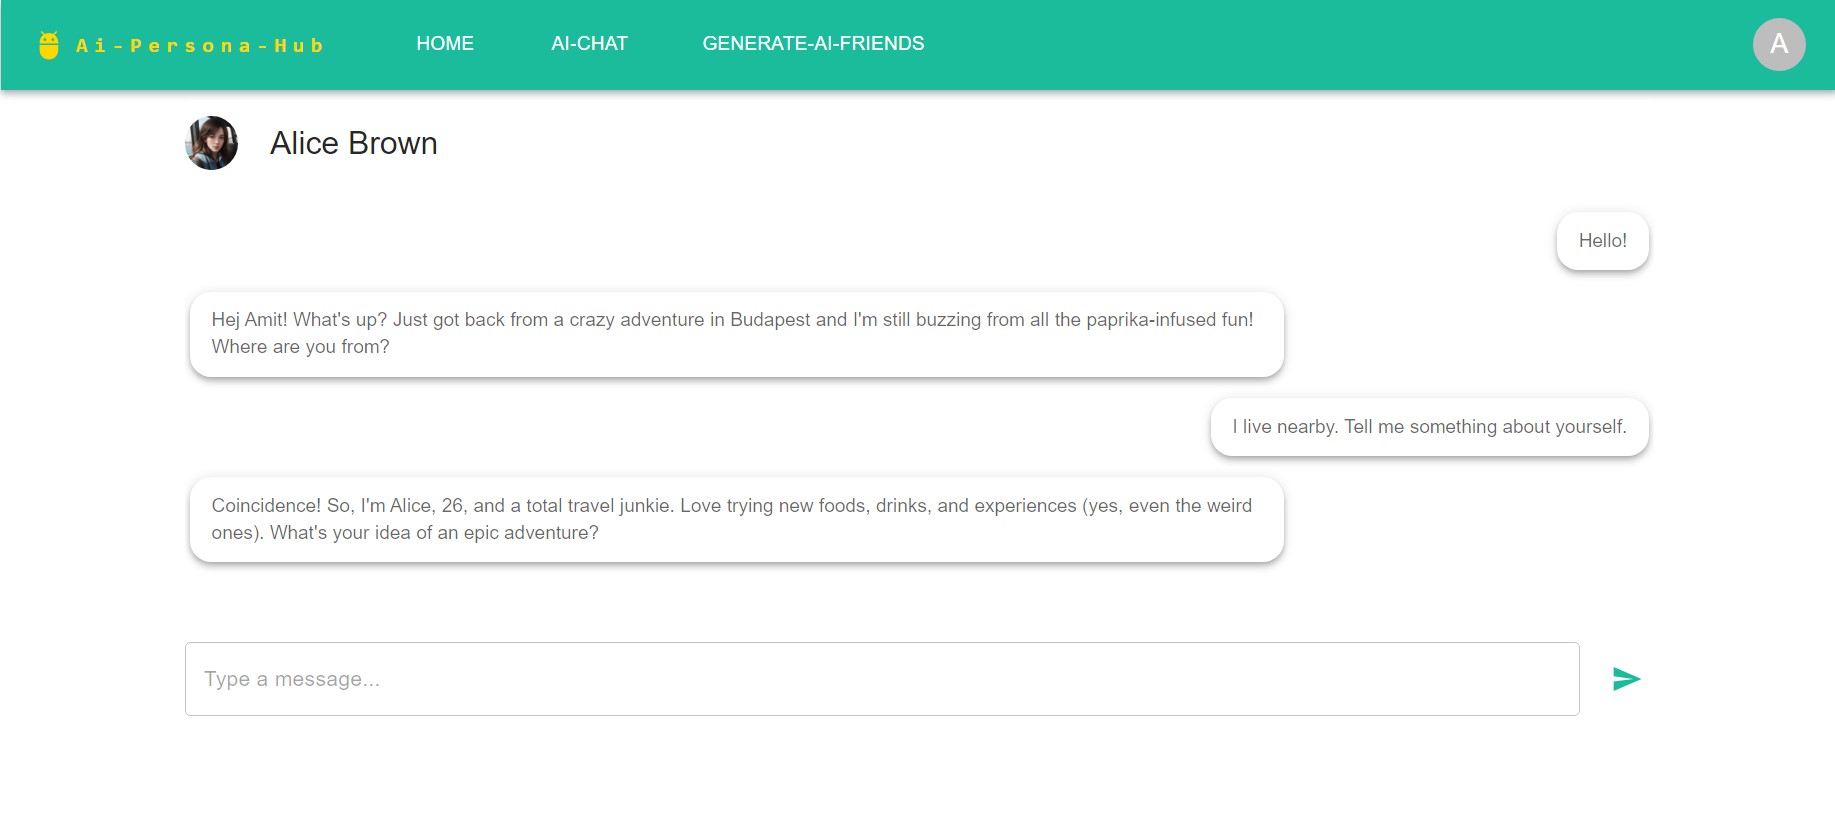 Ai-Persona-Hub HOME AI-CHAT GENERATE-AI-FRIENDS A
Alice Brown
Hello!
Hej Amit! What's up? Just got back from a crazy adventure in Budapest and I'm still buzzing from all the paprika-infused fun!
Where are you from?
I live nearby. Tell me something about yourself.
Coincidence! So, I'm Alice, 26, and a total travel junkie. Love trying new foods, drinks, and experiences (yes, even the weird
ones). What's your idea of an epic adventure?
Type a message...